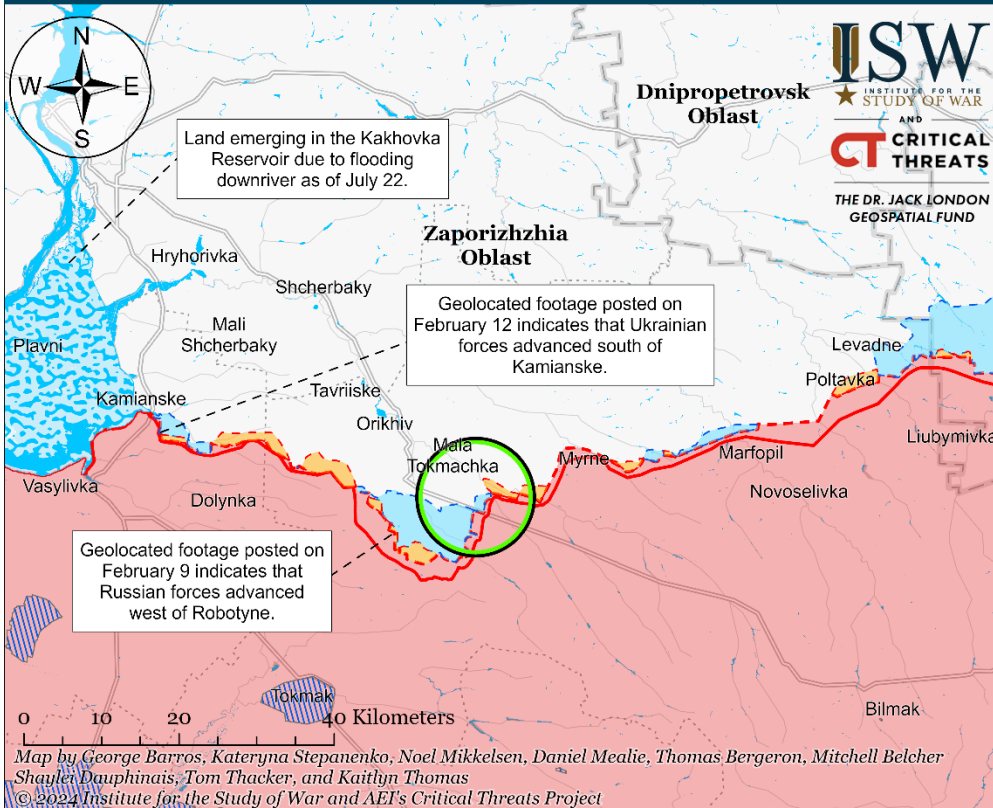 N
W
E
S
ISW
INSTITUTE FOR THE
STUDY OF WAR
AND
CT CRITICAL
THREATS
THE DR. JACK LONDON
GEOSPATIAL FUND
Dnipropetrovsk
Oblast
Land emerging in the Kakhovka
Reservoir due to flooding
downriver as of July 22.
Zaporizhzhia
Oblast
Hryhorivka
Shcherbaky
Geolocated footage posted on
February 12 indicates that Ukrainian
forces advanced south of
Kamianske.
Mali
Shcherbaky
Plavni
Levadne
Poltavka
Tavriiske
Kamianske
Orikhiv
Liubymivka
Mala
Tokmachka
Myrne
Marfopil
Vasylivka
Dolynka
Novoselivka
Geolocated footage posted on
February 9 indicates that
Russian forces advanced
west of Robotyne.
Tokmak
Bilmak
0 10 20 40 Kilometers
Map by George Barros, Kateryna Stepanenko, Noel Mikkelsen, Daniel Mealie, Thomas Bergeron, Mitchell Belcher
Shaylei Dauphinais, Tom Thacker, and Kaitlyn Thomas
© 2024 Institute for the Study of War and AEI's Critical Threats Project